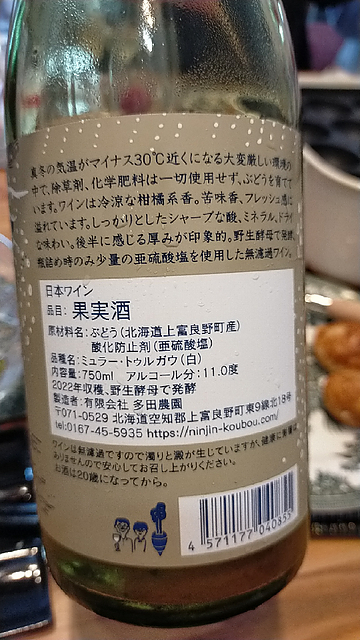 真冬の気温がマイナス30℃近くになる大変厳しい環境の
中で、除草剤、化学肥料は一切使用せず、ぶどうを育てて
います。ワインは冷涼な柑橘系香。苦味香、フレッシュ感に
溢れています。しっかりとしたシャープな酸、ミネラル、ドライ
な味わい。後半に感じる厚みが印象的。野生酵母で発酵
瓶詰め時のみ少量の亜硫酸塩を使用した無濾過ワイン。
日本ワイン
品目: 果実酒
原材料名: ぶどう(北海道上富良野町産)
酸化防止剤(亜硫酸塩)
品種名: ミュラー・トゥルガウ(白)
内容量: 750ml アルコール分: 11.0度
2022年収穫、野生酵母で発酵
製造者: 有限会社 多田農園
〒071-0529 北海道空知郡上富良野町東9線北18号
tel:0167-45-5935 https://ninjin-koubou.com/
ワインは無濾過ですので濁りと澱が生じていますが、健康に害
ありませんので安心してお召し上がりください。
お酒は20歳になってから。
4 571177 040855